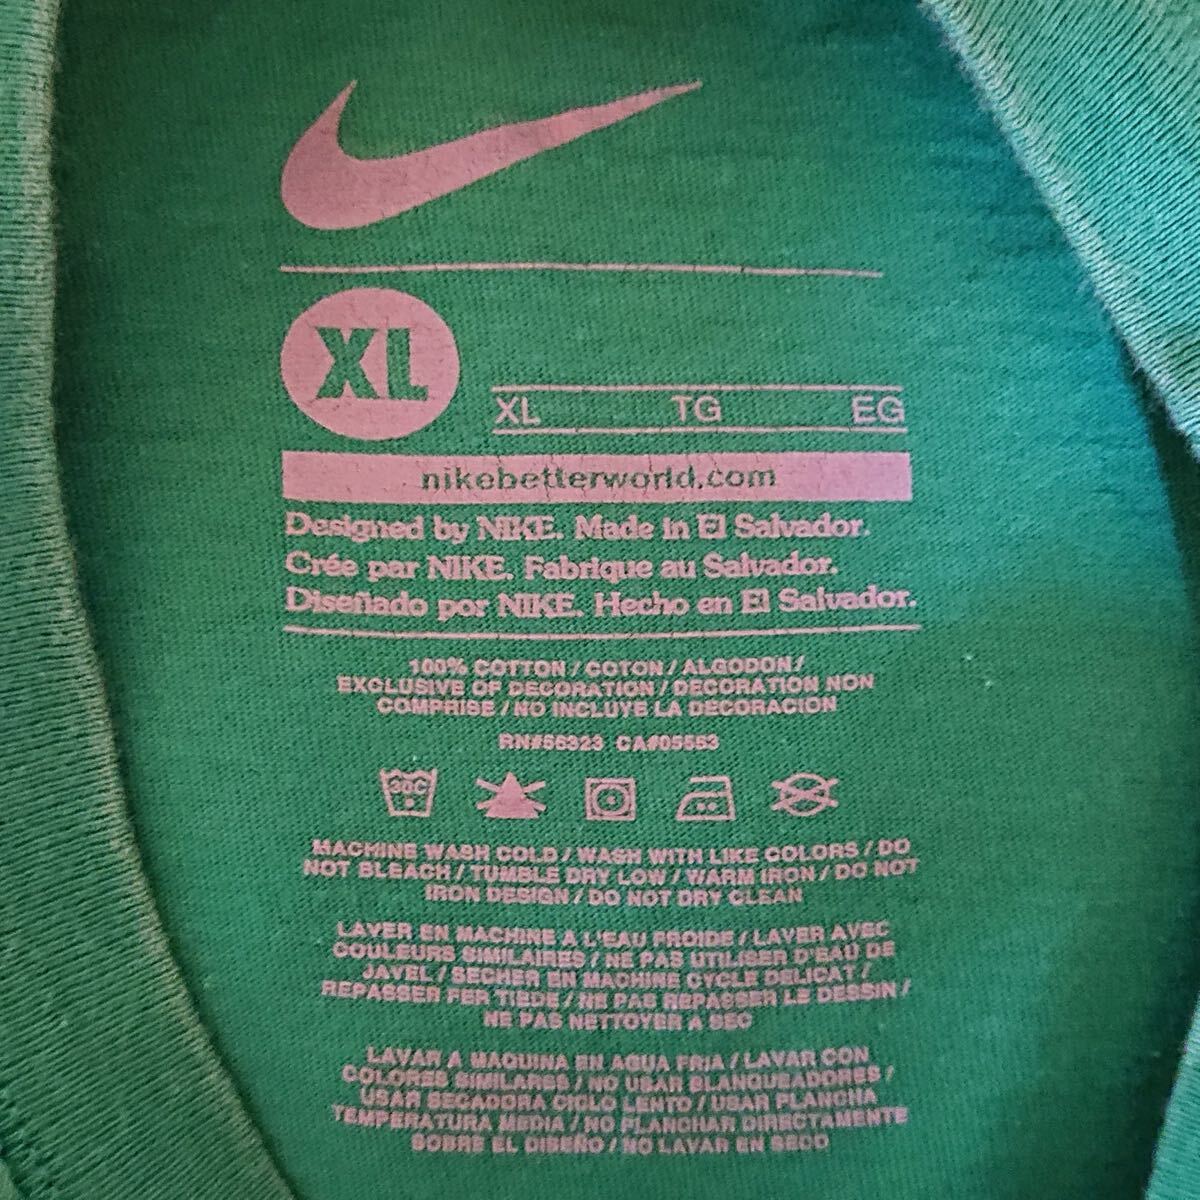 XL
XL TG EG
nikebetterworld.com
Designed by NIKE. Made in El Salvador.
Crée par NIKE. Fabrique au Salvador.
Diseñado por NIKE. Hecho en El Salvador.
100% COTTON / COTON / ALGODON /
EXCLUSIVE OF DECORATION / DECORATION NON
COMPRISE / NO INCLUYE LA DECORACION
RN#56323 CA#05553
30C
MACHINE WASH COLD / WASH WITH LIKE COLORS / DO
NOT BLEACH / TUMBLE DRY LOW / WARM IRON / DO NOT
IRON DESIGN / DO NOT DRY CLEAN
LAVER EN MACHINE A L'EAU FROIDE / LAVER AVEC
COULEURS SIMILAIRES / NE PAS UTILISER D'EAU DE
JAVEL / SECHER EN MACHINE CYCLE DELICAT /
REPASSER FER TIEDE / NE PAS REPASSER LE DESSIN /
NE PAS NETTOYER A SEC
LAVAR A MAQUINA EN AGUA FRIA / LAVAR CON
COLORES SIMILARES / NO USAR BLANQUEADORES /
USAR SECADORA CICLO LENTO / USAR PLANCHA
TEMPERATURA MEDIA / NO PLANCHAR DIRECTAMENTE
SOBRE EL DISEÑO / NO LAVAR EN SECO